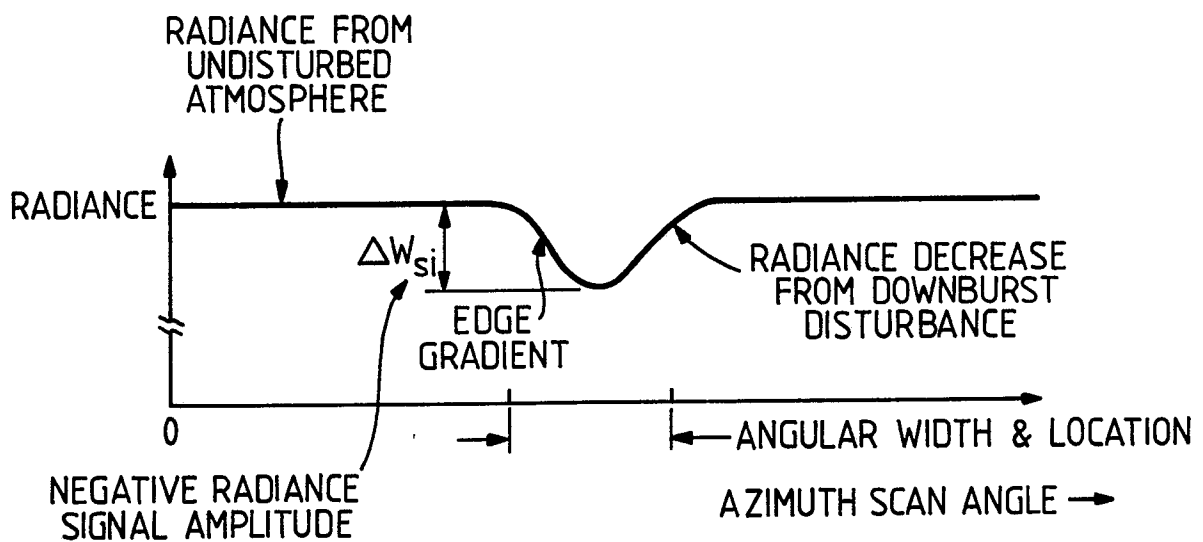 RADIANCE FROM
UNDISTURBED
ATMOSPHERE
RADIANCE
ΔWsi
EDGE
GRADIENT
RADIANCE DECREASE
FROM DOWNBURST
DISTURBANCE
0
ANGULAR WIDTH & LOCATION
NEGATIVE RADIANCE
SIGNAL AMPLITUDE
AZIMUTH SCAN ANGLE